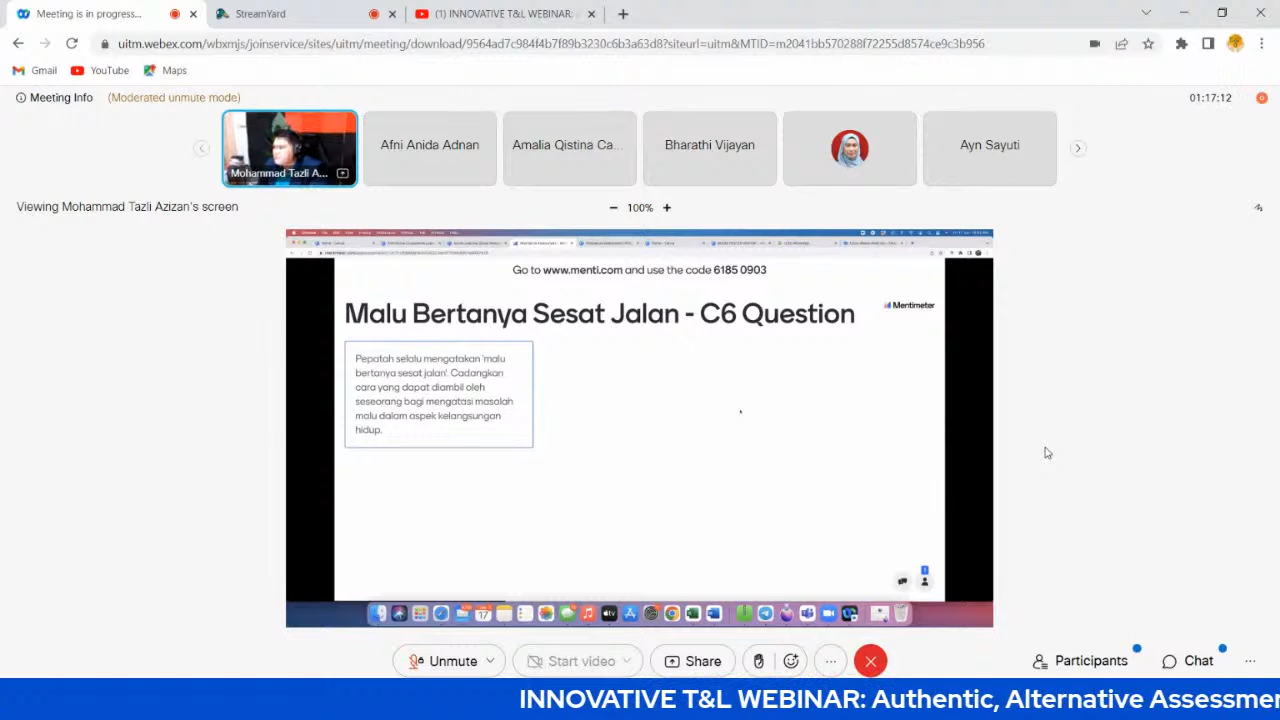 Meeting is in progress...
StreamYard
(1) INNOVATIVE T&L WEBINAR:
uitm.webex.com/wbxmjs/joinservice/sites/uitm/meeting/download/9564ad7c984f4b7f89b3230c6b3a63d8?siteurl=uitm&MTID=m2041bb570288f72255d8574ce9c3b956
Gmail
YouTube
Maps
Meeting Info
(Moderated unmute mode)
01:17:12
Mohammad Tazli A...
Afni Anida Adnan
Amalia Qistina Ca...
Bharathi Vijayan
Ayn Sayuti
Viewing Mohammad Tazli Azizan's screen
100%
Go to www.menti.com and use the code 6185 0903
Malu Bertanya Sesat Jalan - C6 Question
Mentimeter
Pepatah selalu mengatakan 'malu
bertanya sesat jalan'. Cadangkan
cara yang dapat diambil oleh
seseorang bagi mengatasi masalah
malu dalam aspek kelangsungan
hidup.
Unmute
Start video
Share
Participants
Chat
INNOVATIVE T&L WEBINAR: Authentic, Alternative Assessmer